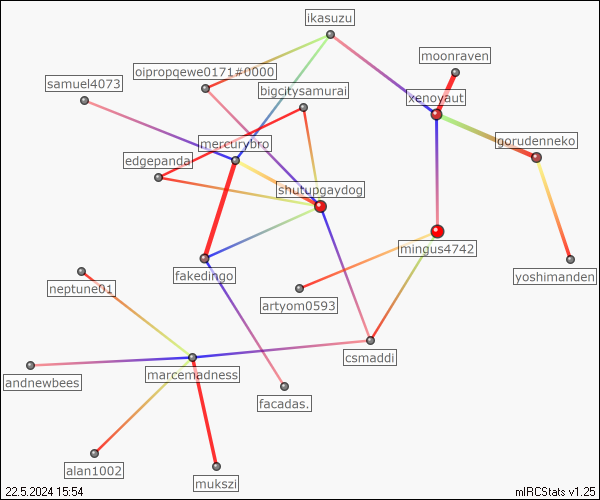 ikasuzu
moonraven
oipropqewe0171#0000
samuel4073
bigcitysamurai
xenoyaut
mercurybro
gorudenneko
edgepanda
shutupgaydog
mingus4742
fakedingo
yoshimanden
neptune01
artyom0593
csmaddi
marcemadness
andnewbees
facadas.
alan1002
mukszi
22.5.2024 15:54
mIRCStats v1.25